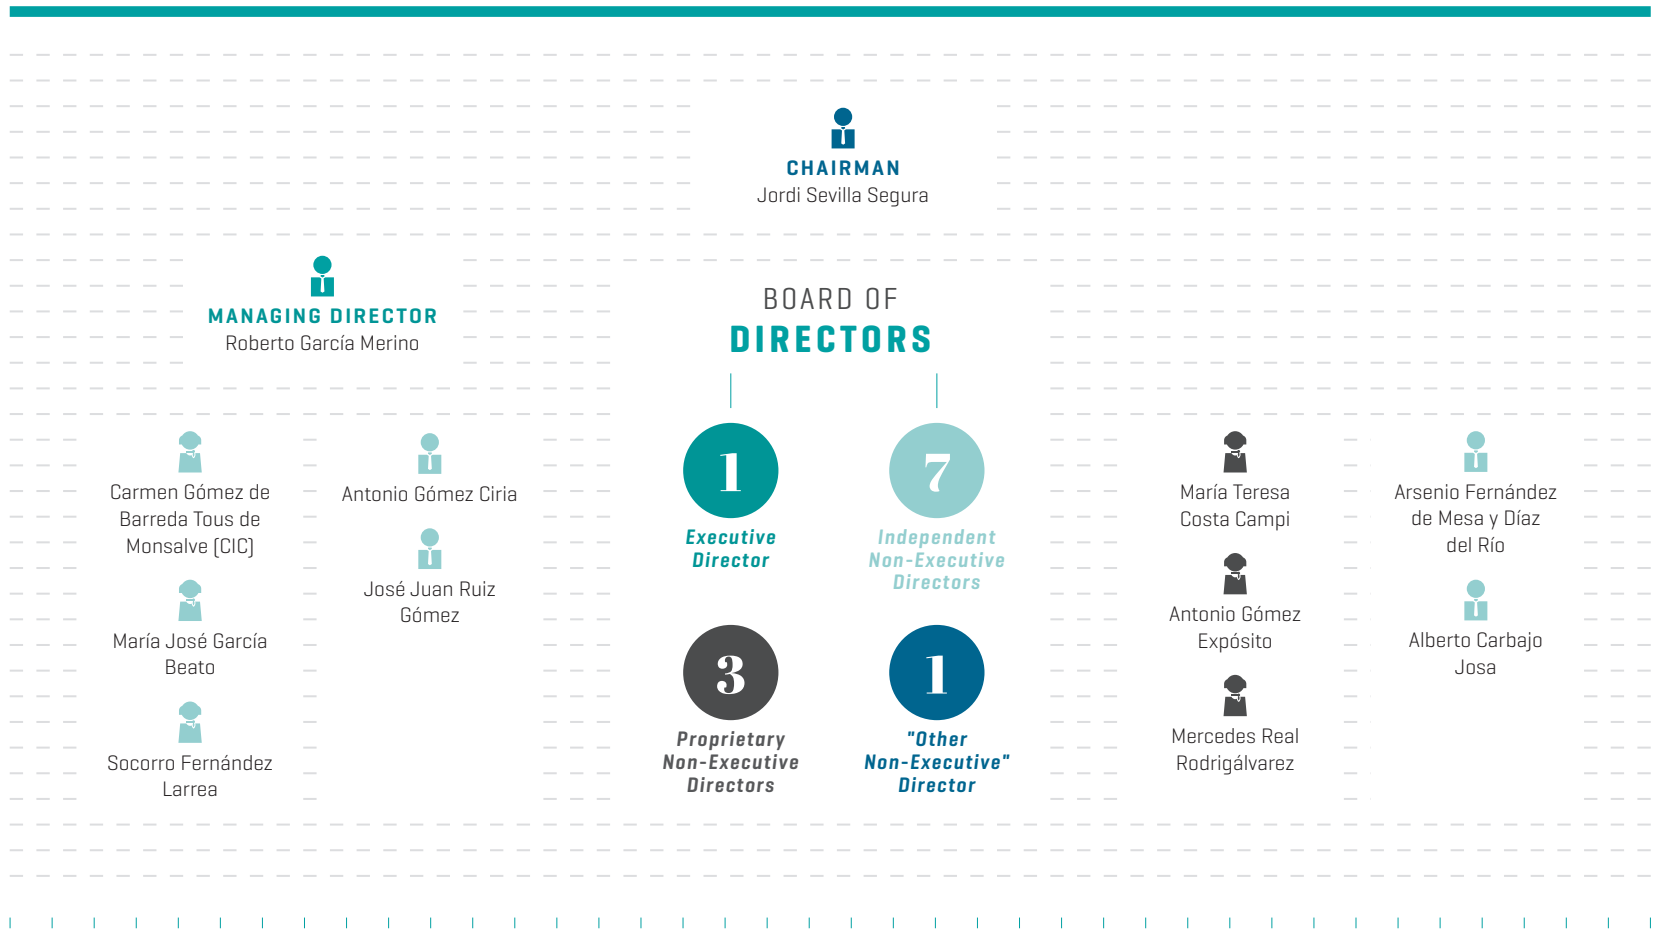 CHAIRMAN
Jordi Sevilla Segura
MANAGING DIRECTOR
Roberto García Merino
BOARD OF
DIRECTORS
Carmen Gómez de
Barreda Tous de
Monsalve (CIC)
María José García
Beato
Socorro Fernández
Larrea
Antonio Gómez Ciria
José Juan Ruiz
Gómez
1
Executive
Director
7
Independent
Non-Executive
Directors
3
Proprietary
Non-Executive
Directors
1
"Other
Non-Executive"
Director
María Teresa
Costa Campi
Antonio Gómez
Expósito
Mercedes Real
Rodrigálvarez
Arsenio Fernández
de Mesa y Díaz
del Río
Alberto Carbajo
Josa